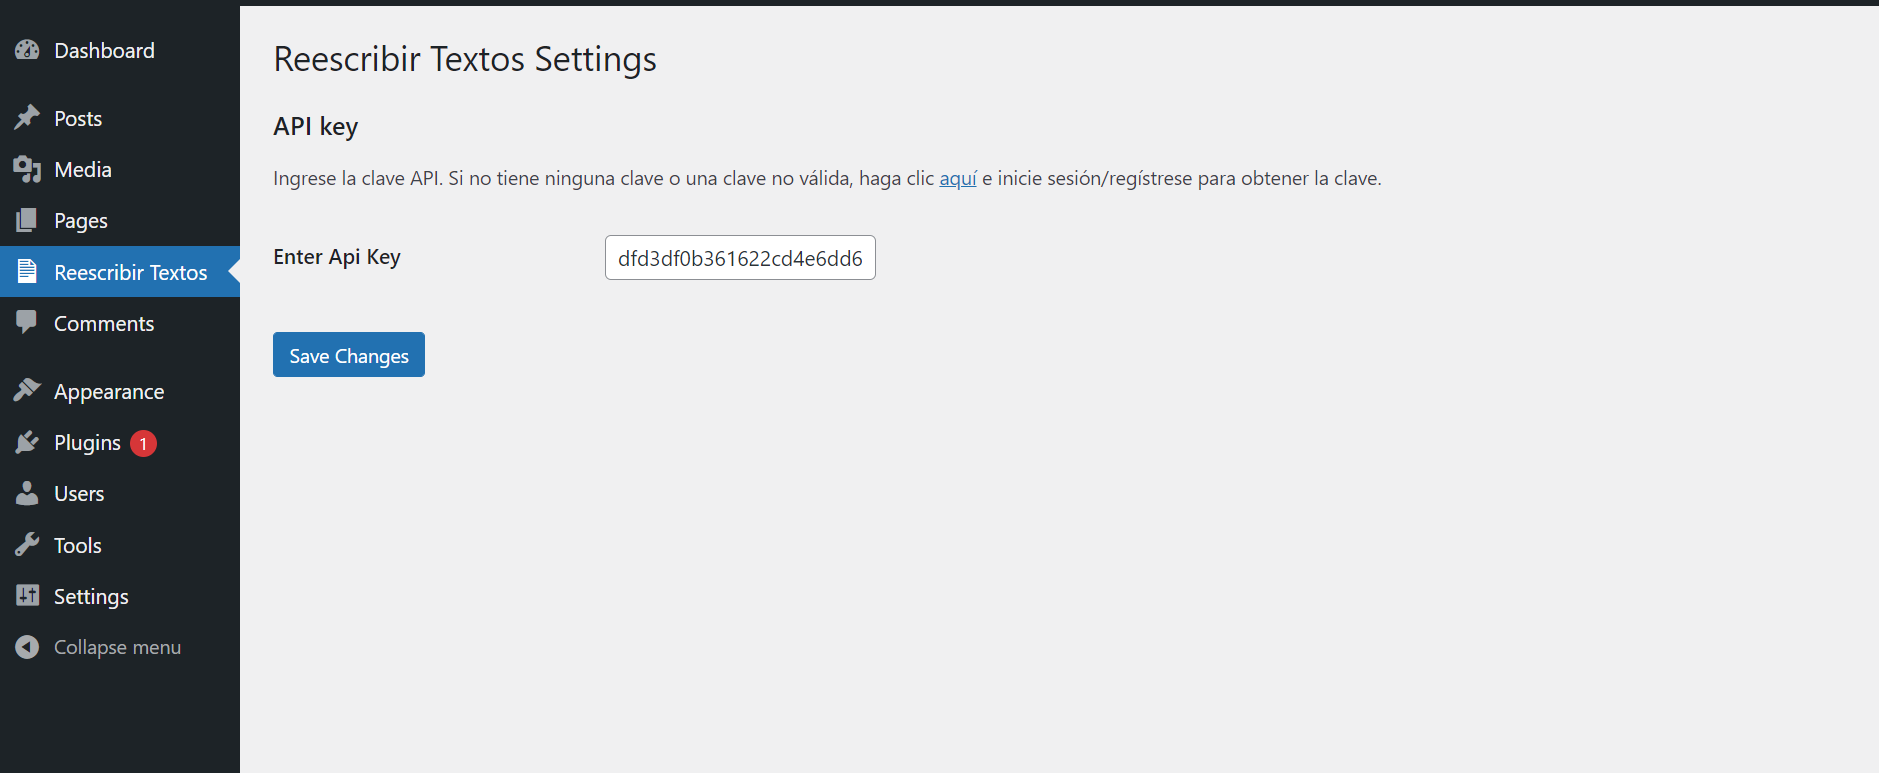 Dashboard
Posts
Media
Pages
Reescribir Textos
Comments
Appearance
Plugins 1
Users
Tools
Settings
Collapse menu
Reescribir Textos Settings
API key
Ingrese la clave API. Si no tiene ninguna clave o una clave no válida, haga clic aquí e inicie sesión/regístrese para obtener la clave.
Enter Api Key
dfd3df0b361622cd4e6dd6
Save Changes